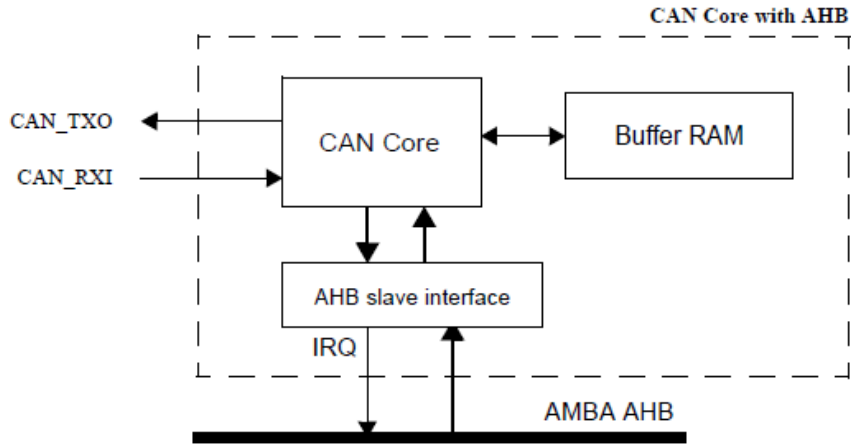 CAN Core with AHB
CAN_TXO
CAN Core
Buffer RAM
CAN_RXI
AHB slave interface
IRQ
AMBA AHB